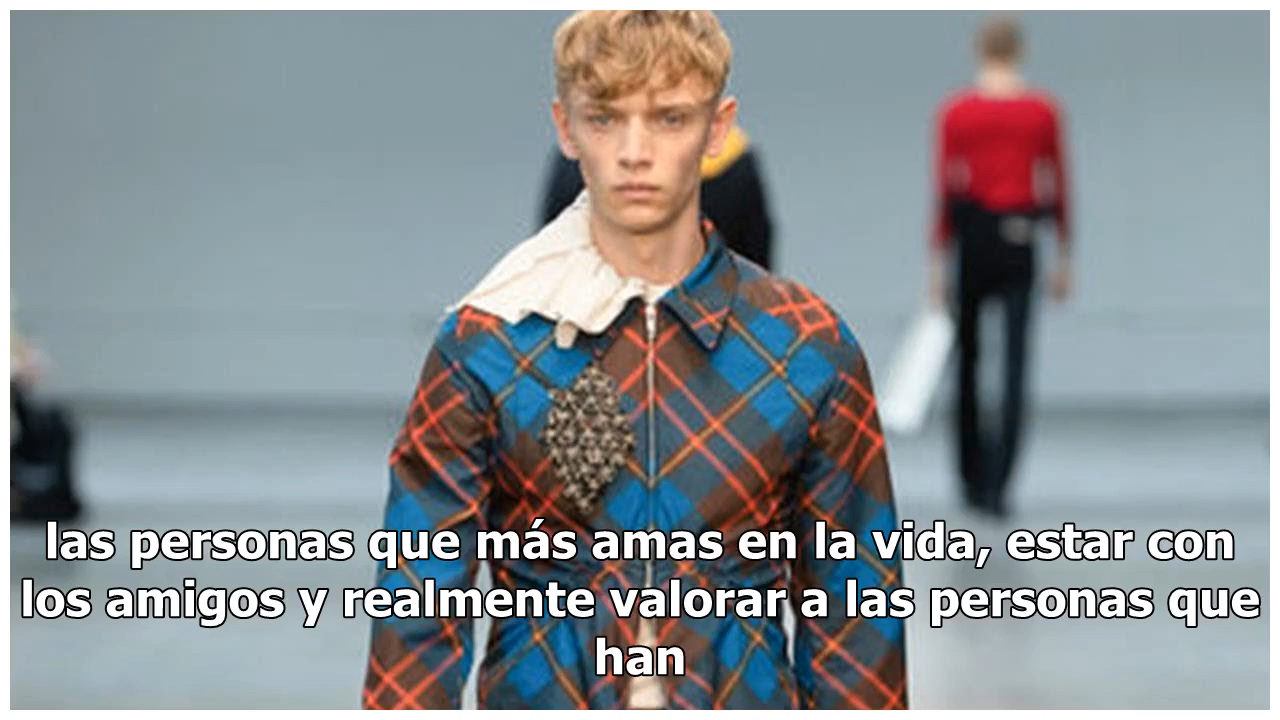 las personas que más amas en la vida, estar con
los amigos y realmente valorar a las personas que
han